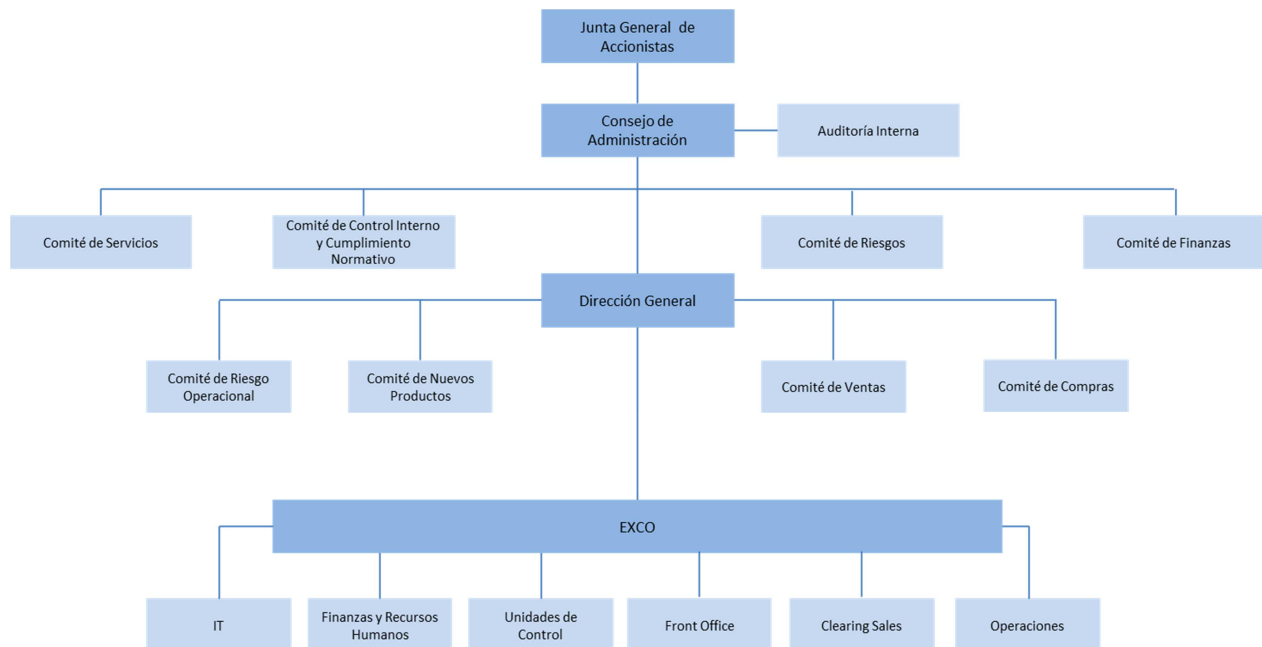 Junta General de
Accionistas
Consejo de
Administración
Auditoría Interna
Comité de Servicios
Comité de Control Interno
y Cumplimiento
Normativo
Comité de Riesgos
Comité de Finanzas
Dirección General
Comité de Riesgo
Operacional
Comité de Nuevos
Productos
Comité de Ventas
Comité de Compras
EXCO
IT
Finanzas y Recursos
Humanos
Unidades de
Control
Front Office
Clearing Sales
Operaciones